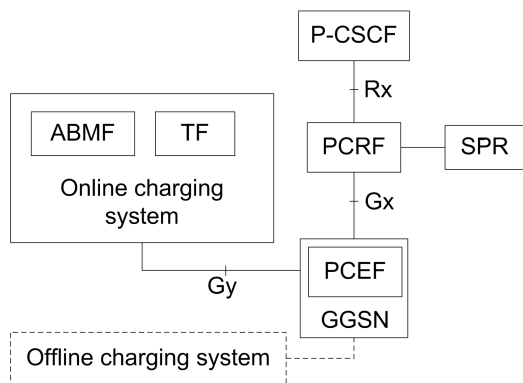 P-CSCF
Rx
ABMF
TF
PCRF
SPR
Online charging
system
Gx
PCEF
Gy
GGSN
Offline charging system